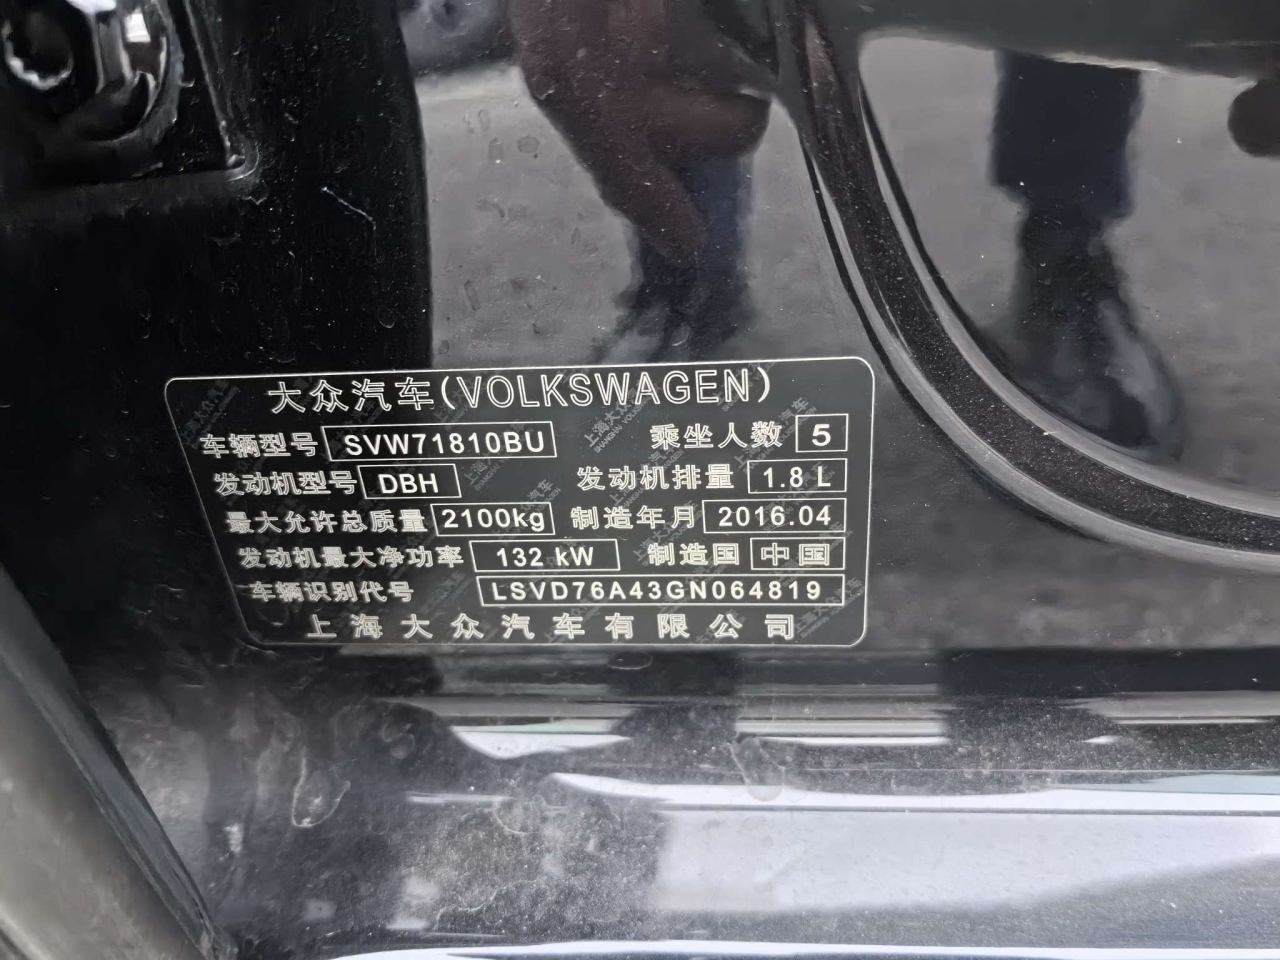 大众汽车(VOLKSWAGEN)
车辆型号 SVW71810BU 乘坐人数 5
发动机型号 DBH 发动机排量 1.8 L
最大允许总质量 2100kg 制造年月 2016.04
发动机最大净功率 132 kW 制造国 中国
车辆识别代号 LSVD76A43GN064819
上海大众汽车有限公司